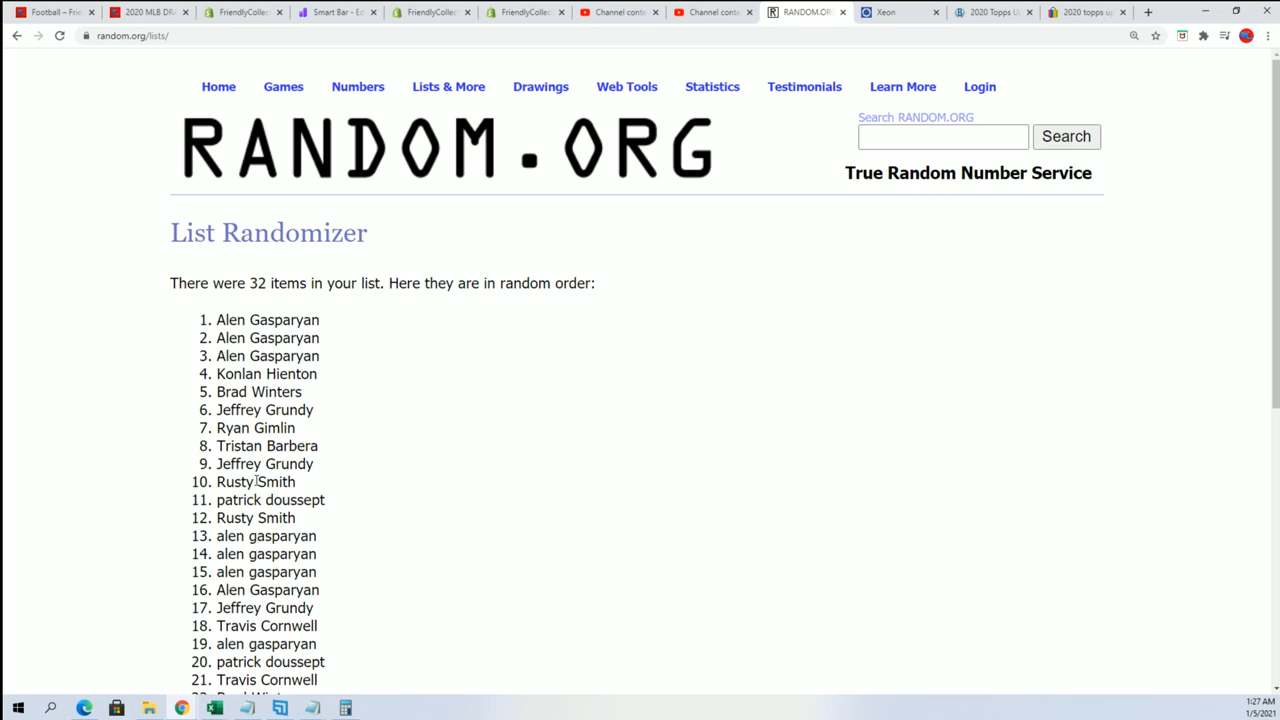 Football – Frie
2020 MLB DRA
FriendlyCollec
Smart Bar - Ed
FriendlyCollec
FriendlyCollec
Channel conte
Channel conte
RANDOM.OR
Xeon
2020 Topps U
2020 topps up
random.org/lists/
Home Games Numbers Lists & More Drawings Web Tools Statistics Testimonials Learn More Login
RANDOM.ORG
Search RANDOM.ORG
Search
True Random Number Service
List Randomizer
There were 32 items in your list. Here they are in random order:
1. Alen Gasparyan
2. Alen Gasparyan
3. Alen Gasparyan
4. Konlan Hienton
5. Brad Winters
6. Jeffrey Grundy
7. Ryan Gimlin
8. Tristan Barbera
9. Jeffrey Grundy
10. Rusty Smith
11. patrick doussept
12. Rusty Smith
13. alen gasparyan
14. alen gasparyan
15. alen gasparyan
16. Alen Gasparyan
17. Jeffrey Grundy
18. Travis Cornwell
19. alen gasparyan
20. patrick doussept
21. Travis Cornwell
1:27 AM
1/5/2021